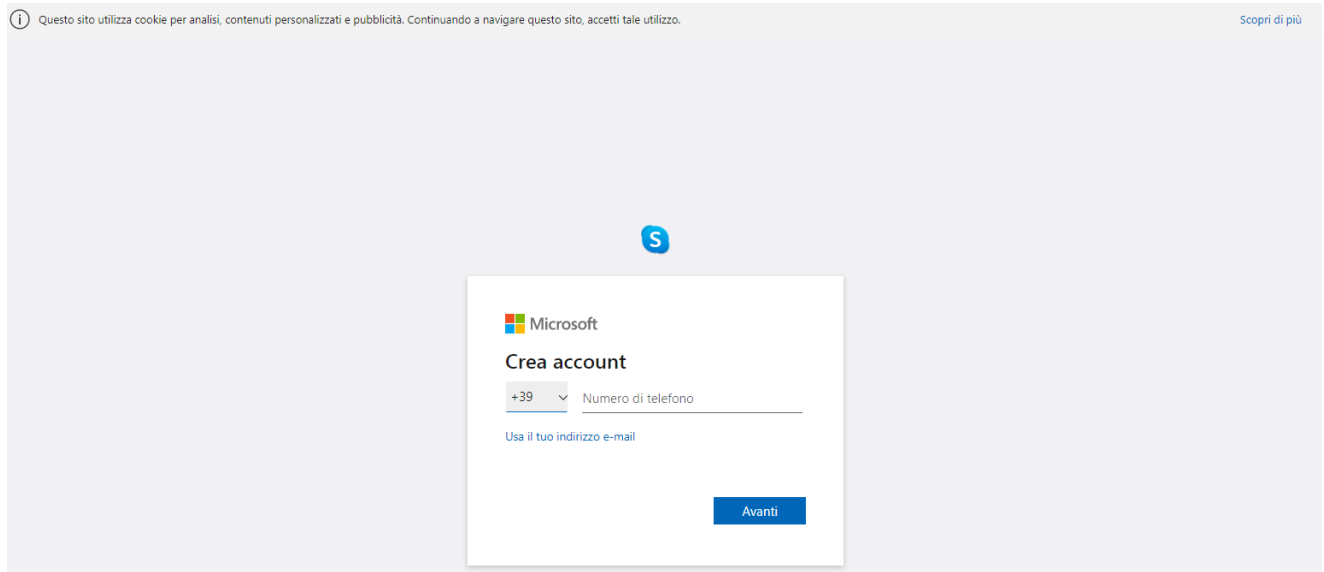 Questo sito utilizza cookie per analisi, contenuti personalizzati e pubblicità. Continuando a navigare questo sito, accetti tale utilizzo. Scopri di più
S
Microsoft
Crea account
+39 Numero di telefono
Usa il tuo indirizzo e-mail
Avanti